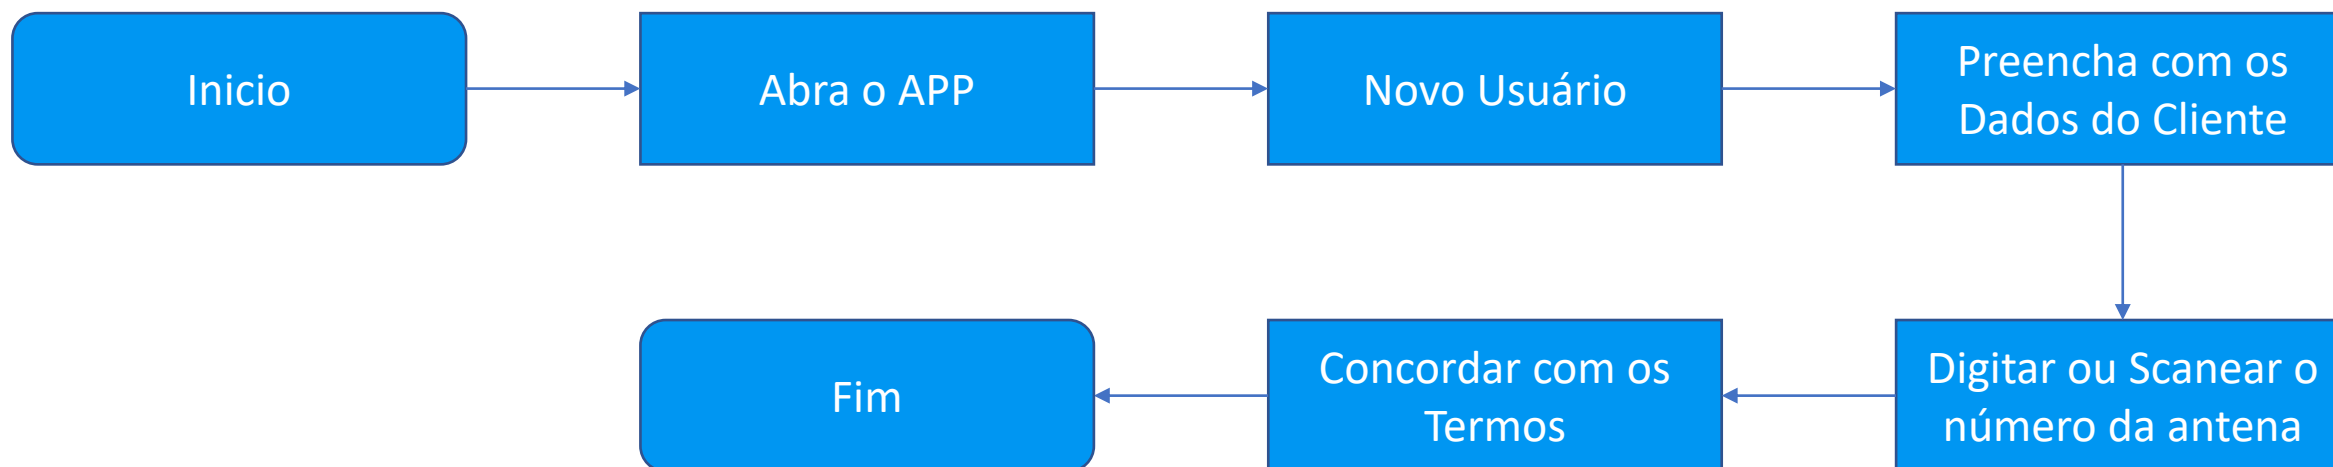 Inicio
Abra o APP
Novo Usuário
Preencha com os
Dados do Cliente
Digitar ou Scanear o
número da antena
Concordar com os
Termos
Fim